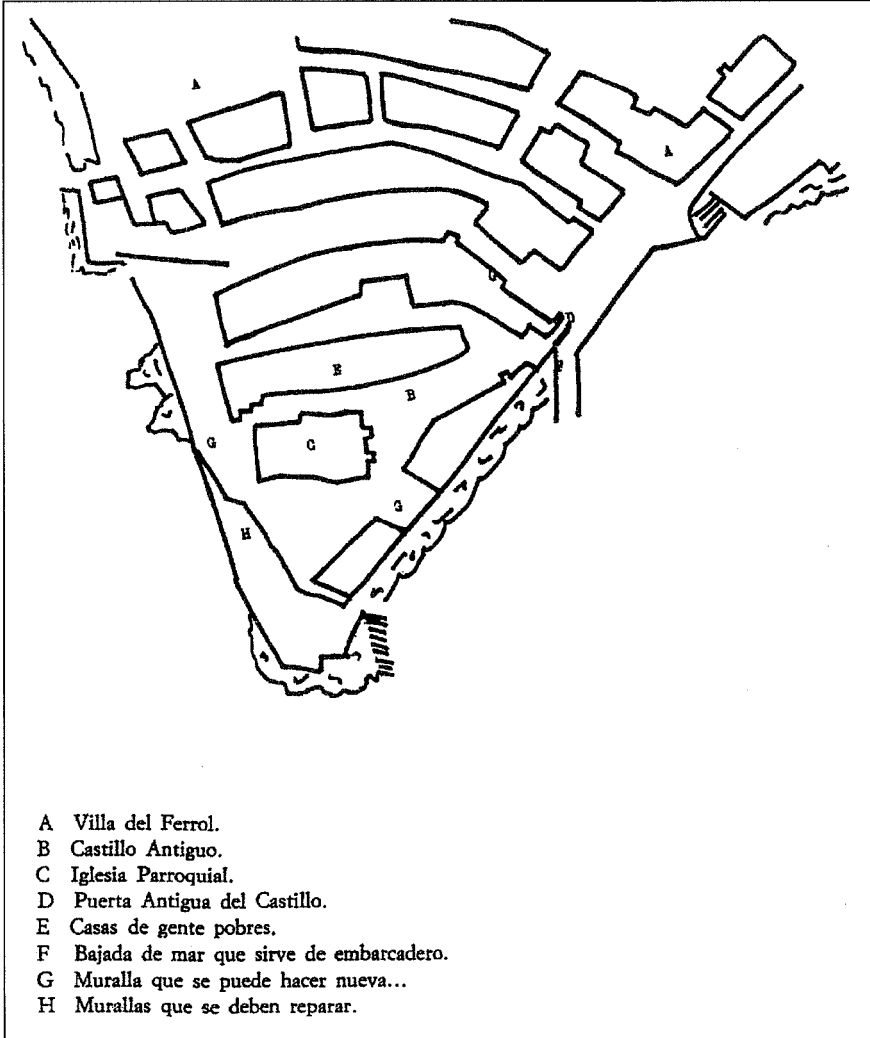 A
A
G
D
F
E
B
G
C
G
H
A Villa del Ferrol.
B Castillo Antiguo.
C Iglesia Parroquial.
D Puerta Antigua del Castillo.
E Casas de gente pobres.
F Bajada de mar que sirve de embarcadero.
G Muralla que se puede hacer nueva...
H Murallas que se deben reparar.